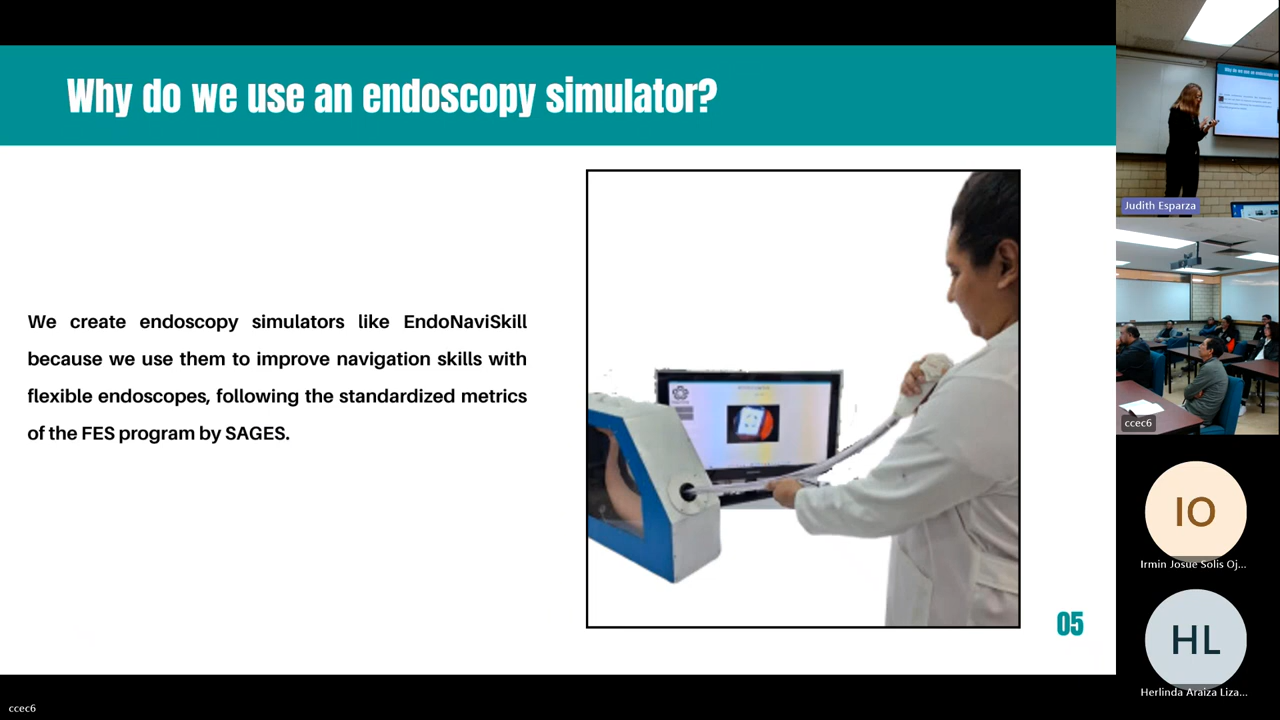 Why do we use an endoscopy simulator?
We create endoscopy simulators like EndoNaviSkill
because we use them to improve navigation skills with
flexible endoscopes, following the standardized metrics
of the FES program by SAGES.
05
Judith Esparza
ccec6
IO
Irmin Josue Solis Oj...
HL
Herlinda Araiza Liza...
ccec6